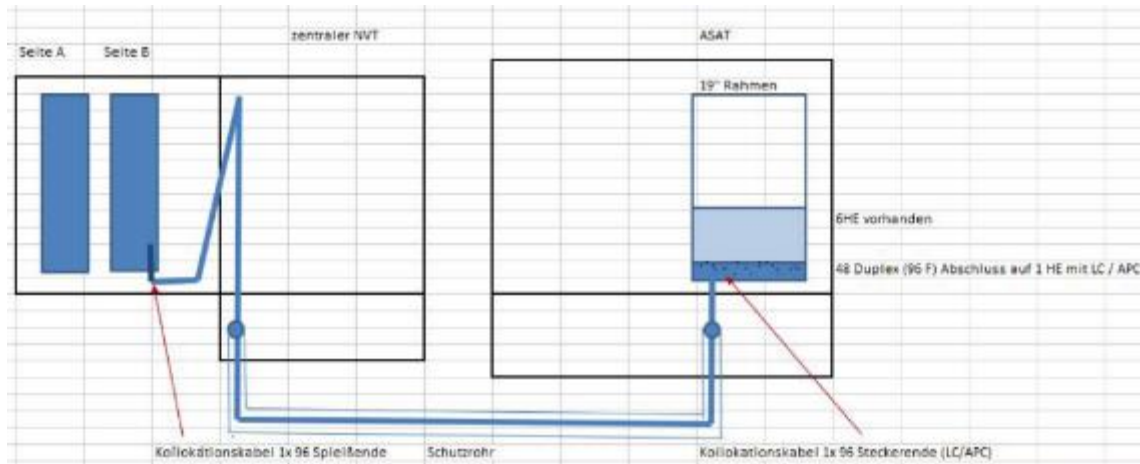 zentraler NVT
ASAT
Seite A
Seite B
19" Rahmen
6HE vorhanden
48 Duplex (96 F) Abschluss auf 1 HE mit LC / APC
Kollokationskabel 1x 96 Spleißende
Schutzrohr
Kollokationskabel 1x 96 Steckerende (LC/APC)